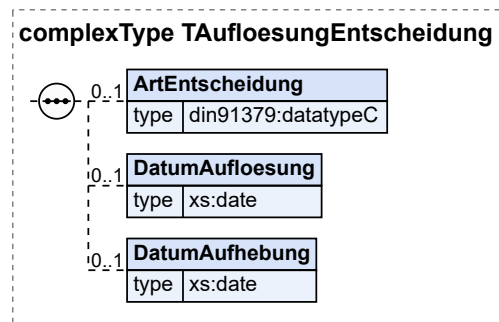 complexType TAufloesungEntscheidung
0..1 ArtEntscheidung
type din91379:datatypeC
0..1 DatumAufloesung
type xs:date
0..1 DatumAufhebung
type xs:date